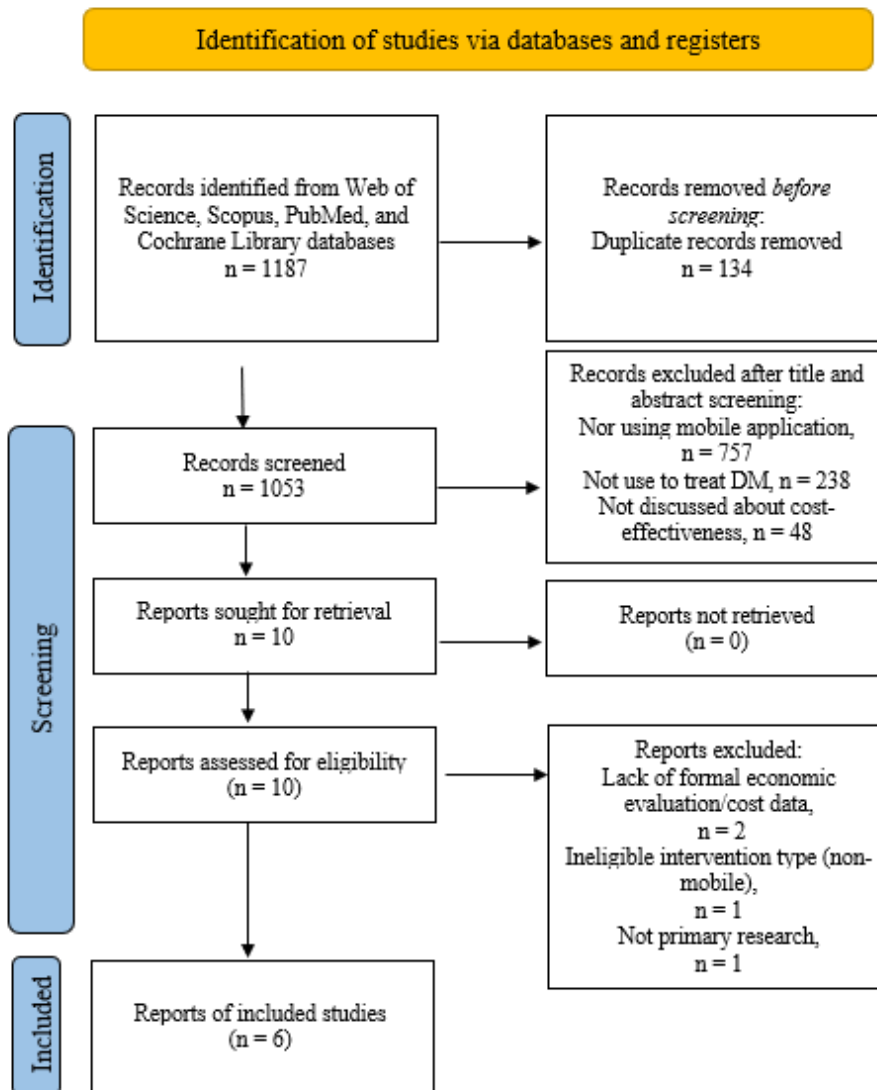 Identification of studies via databases and registers
Identification
Records identified from Web of
Science, Scopus, PubMed, and
Cochrane Library databases
n = 1187
Records removed before
screening:
Duplicate records removed
n = 134
Screening
Records screened
n = 1053
Records excluded after title and
abstract screening:
Nor using mobile application,
n = 757
Not use to treat DM, n = 238
Not discussed about cost-
effectiveness, n = 48
Reports sought for retrieval
n = 10
Reports not retrieved
(n = 0)
Reports assessed for eligibility
(n = 10)
Reports excluded:
Lack of formal economic
evaluation/cost data,
n = 2
Ineligible intervention type (non-
mobile),
n = 1
Not primary research,
n = 1
Included
Reports of included studies
(n = 6)